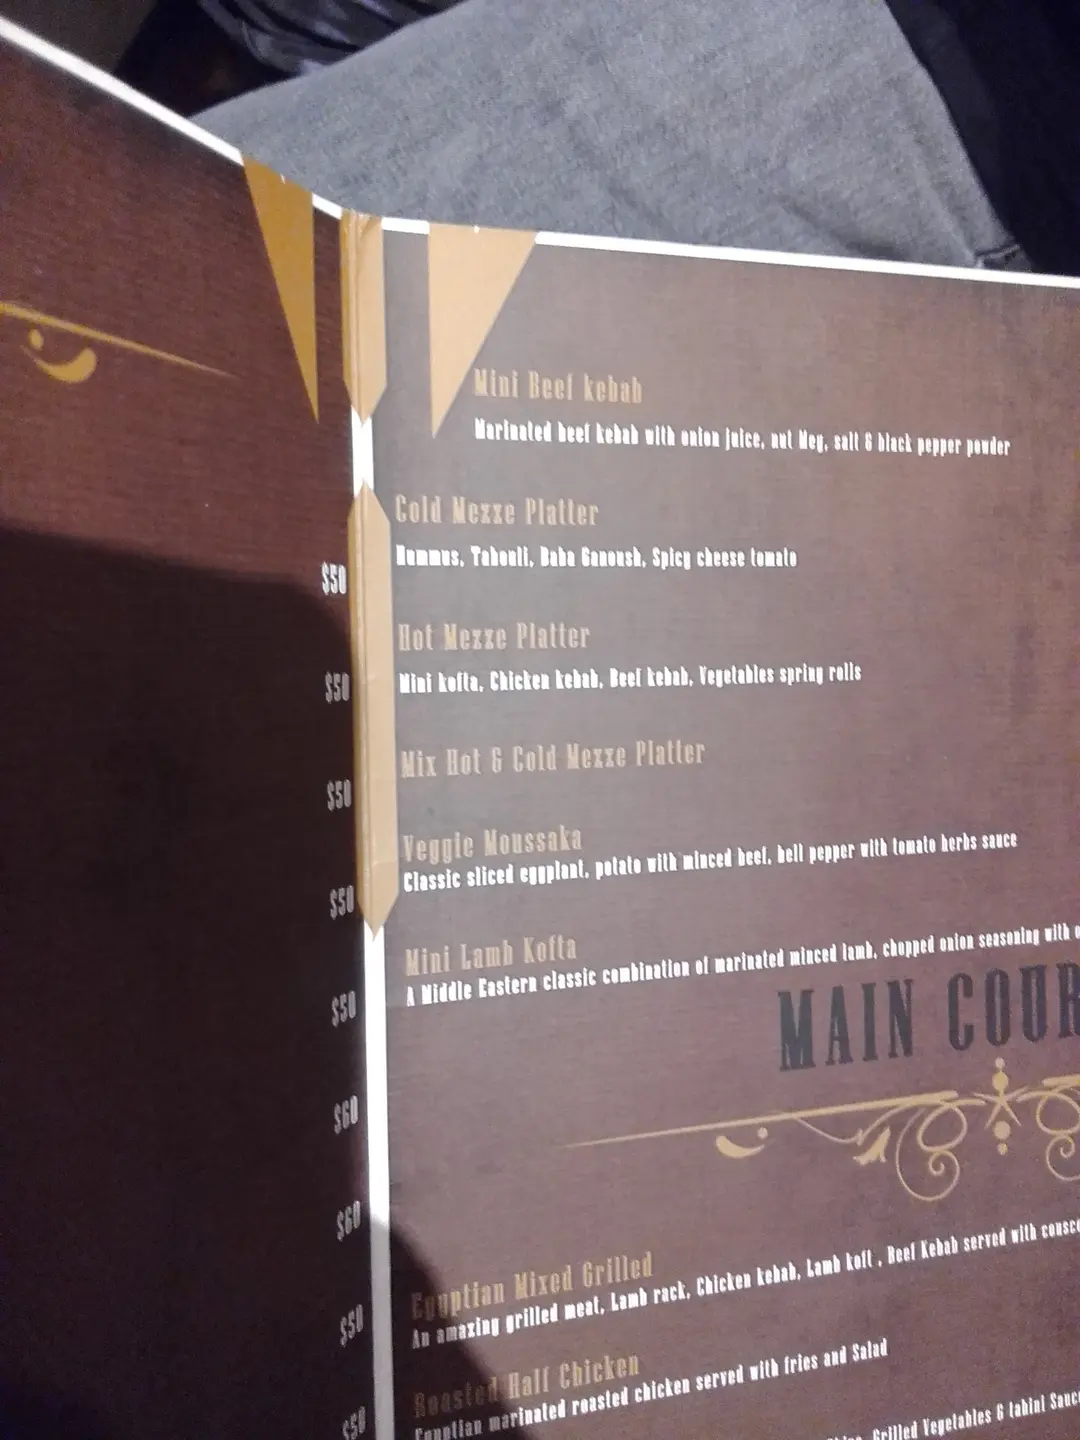 $50
$50
$50
$50
$50
$60
$60
$50
$50
Mini Beef kebab
Marinated beef kebab with onion juice, nut Meg, salt & black pepper powder
Cold Mezze Platter
Hummus, Tabouli, Baba Ganoush, Spicy cheese tomato
Hot Mezze Platter
Mini kofta, Chicken kebab, Beef kebab, Vegetables spring rolls
Mix Hot & Cold Mezze Platter
Veggie Moussaka
Classic sliced eggplant, potato with minced beef, bell pepper with tomato herbs sauce
Mini Lamb Kofta
A Middle Eastern classic combination of marinated minced lamb, chopped onion seasoning with
MAIN COUR
Egyptian Mixed Grilled
An amazing grilled meat, Lamb rack, Chicken kebab, Lamb koft , Beef Kebab served with cousc
Roasted Half Chicken
Egyptian marinated roasted chicken served with fries and Salad
Grilled Vegetables & tahini Sauc